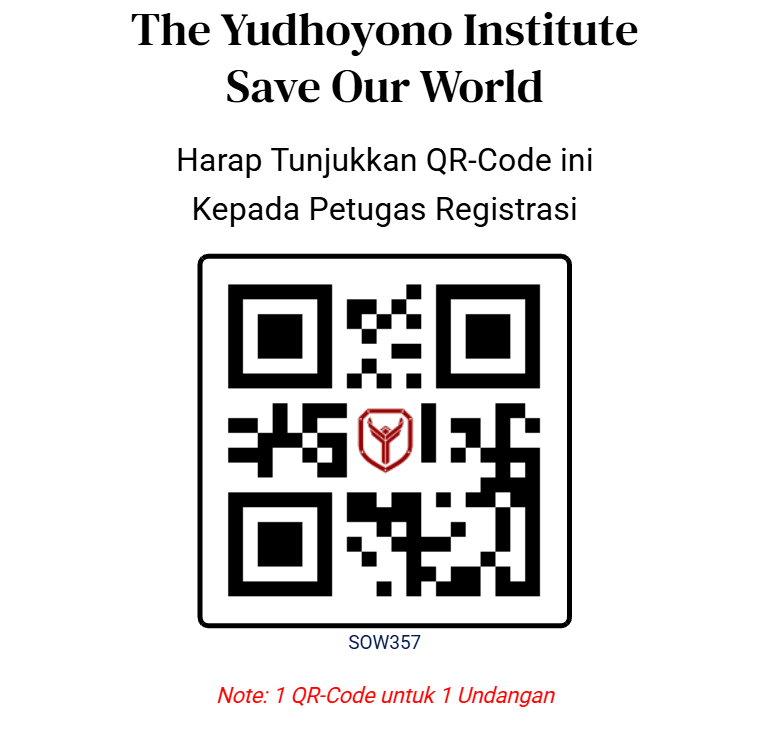 The Yudhoyono Institute
Save Our World
Harap Tunjukkan QR-Code ini
Kepada Petugas Registrasi
SOW357
Note: 1 QR-Code untuk 1 Undangan